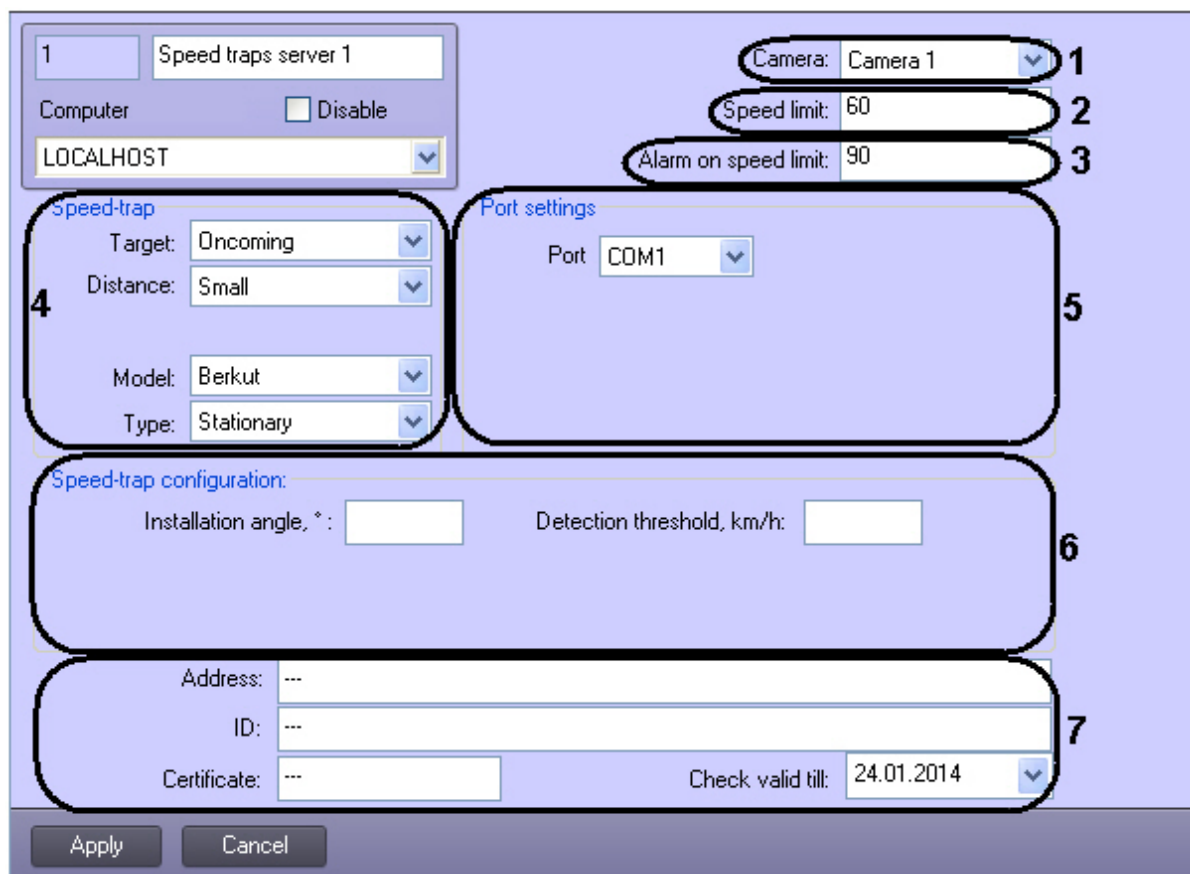 1 Speed traps server 1
Computer Disable
LOCALHOST
Camera: Camera 1 1
Speed limit: 60 2
Alarm on speed limit: 90 3
Speed-trap
Target: Oncoming
Distance: Small
4
Model: Berkut
Type: Stationary
Port settings
Port COM1
5
Speed-trap configuration:
Installation angle, ° : Detection threshold, km/h:
6
Address: ---
ID: ---
7
Certificate: --- Check valid till: 24.01.2014
Apply Cancel